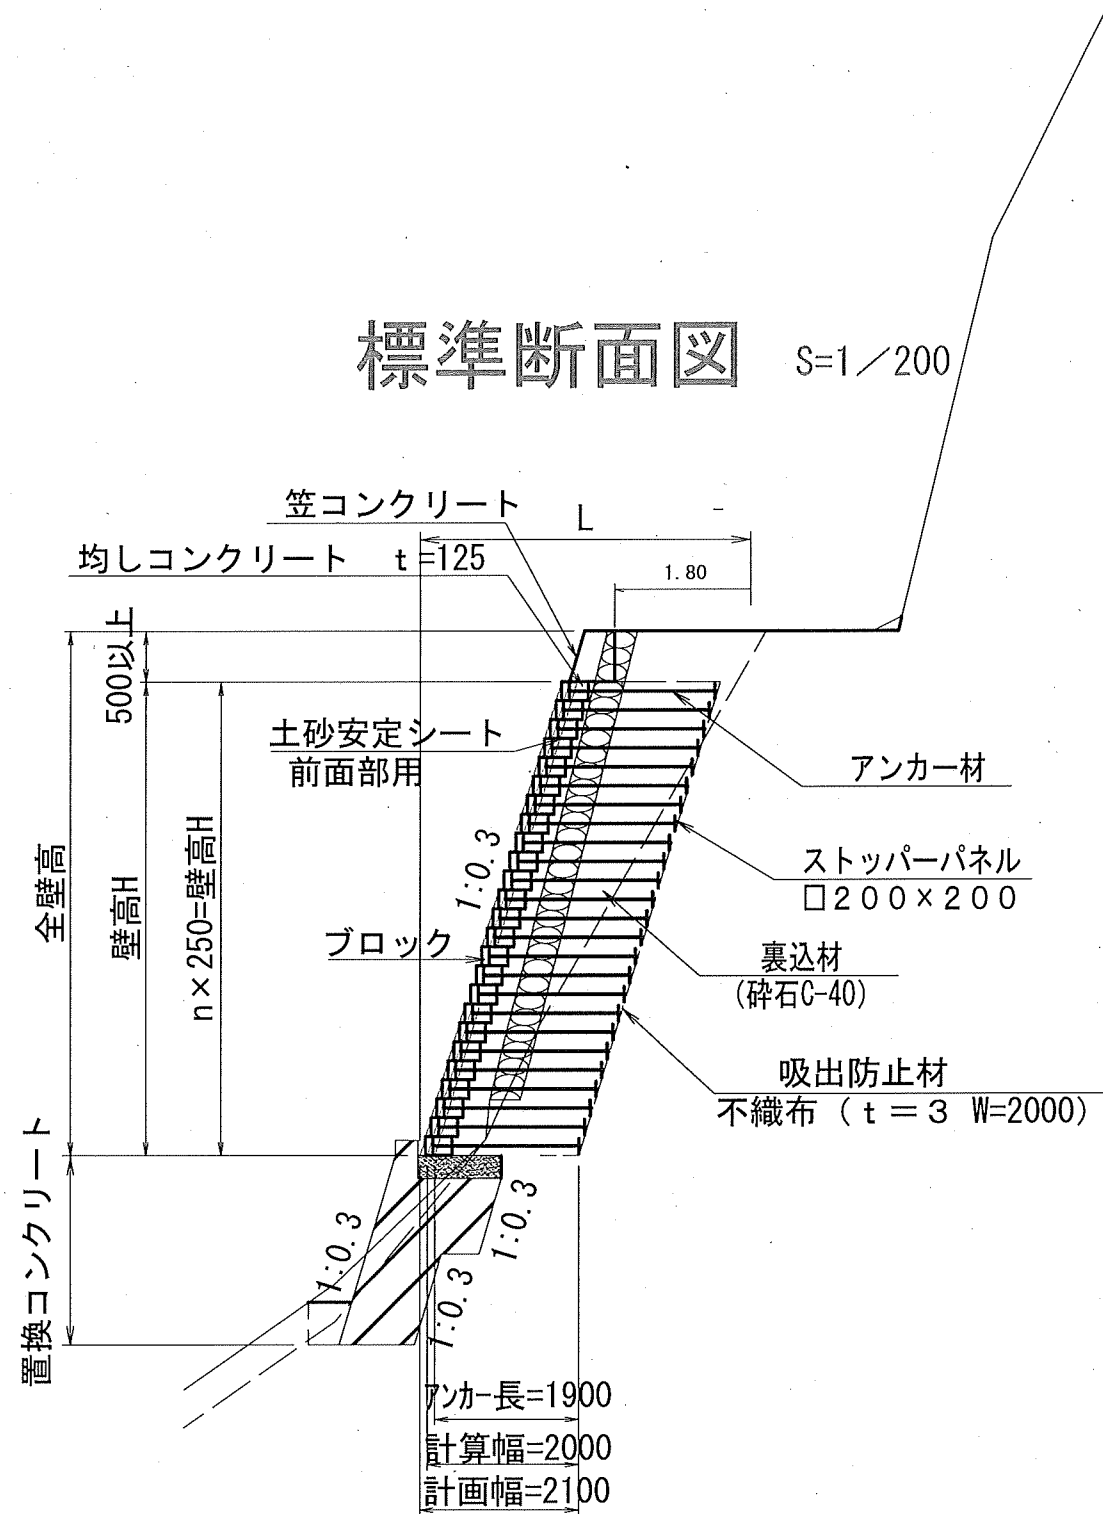 標準断面図 S=1／200
笠コンクリート
L
均しコンクリート t=125
1.80
500以上
土砂安定シート
前面部用
アンカー材
全壁高
壁高H
n×250=壁高H
1:0.3
ストッパーパネル
□200×200
ブロック
裏込材
(砕石C-40)
吸出防止材
不織布（t＝3 W=2000）
置換コンクリート
1:0.3
1:0.3
1:0.3
アンカー長=1900
計算幅=2000
計画幅=2100